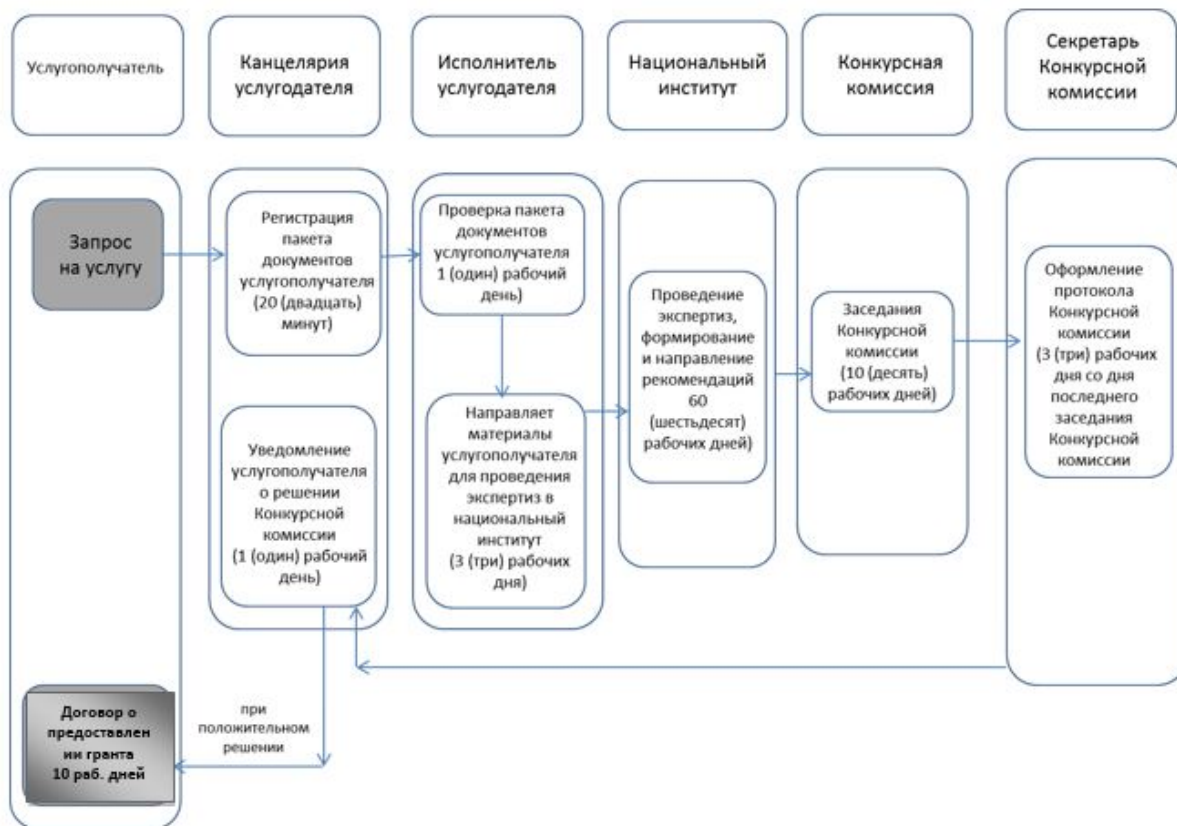 Услугополучатель
Канцелярия
услугодателя
Исполнитель
услугодателя
Национальный
институт
Конкурсная
комиссия
Секретарь
Конкурсной
комиссии
Запрос
на услугу
Регистрация
пакета
документов
услугополучателя
(20 (двадцать)
минут)
Проверка пакета
документов
услугополучателя
1 (один) рабочий
день)
Направляет
материалы
услугополучателя
для проведения
экспертиз в
национальный
институт
(3 (три) рабочих
дня)
Проведение
экспертиз,
формирование
и направление
рекомендаций
60
(шестьдесят)
рабочих дней)
Заседания
Конкурсной
комиссии
(10 (десять)
рабочих дней)
Оформление
протокола
Конкурсной
комиссии
(3 (три) рабочих
дня со дня
последнего
заседания
Конкурсной
комиссии
Уведомление
услугополучателя
о решении
Конкурсной
комиссии
(1 (один) рабочий
день)
при
положительном
решении
Договор о
предоставлен
ии гранта
10 раб. дней